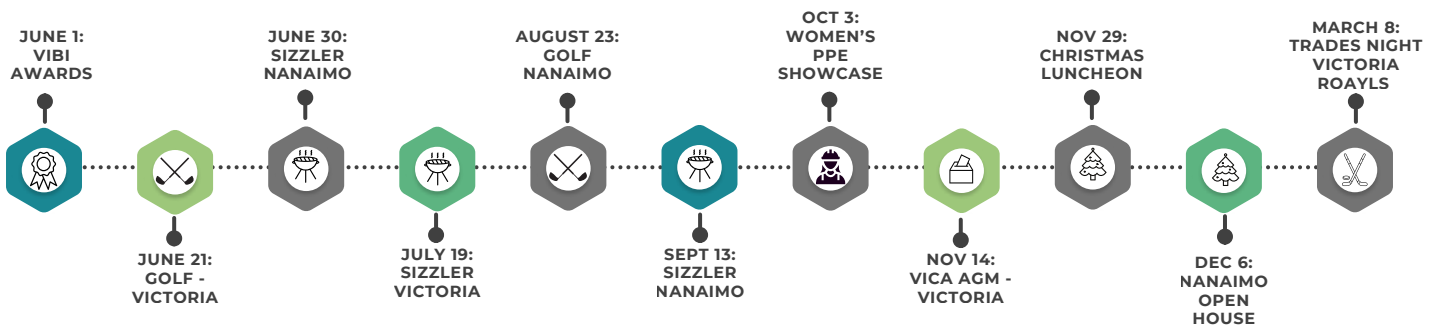 JUNE 1:
VIBI
AWARDS
JUNE 21:
GOLF -
VICTORIA
JUNE 30:
SIZZLER
NANAIMO
JULY 19:
SIZZLER
VICTORIA
AUGUST 23:
GOLF
NANAIMO
SEPT 13:
SIZZLER
NANAIMO
OCT 3:
WOMEN'S
PPE
SHOWCASE
NOV 14:
VICA AGM -
VICTORIA
NOV 29:
CHRISTMAS
LUNCHEON
DEC 6:
NANAIMO
OPEN
HOUSE
MARCH 8:
TRADES NIGHT
VICTORIA
ROAYLS